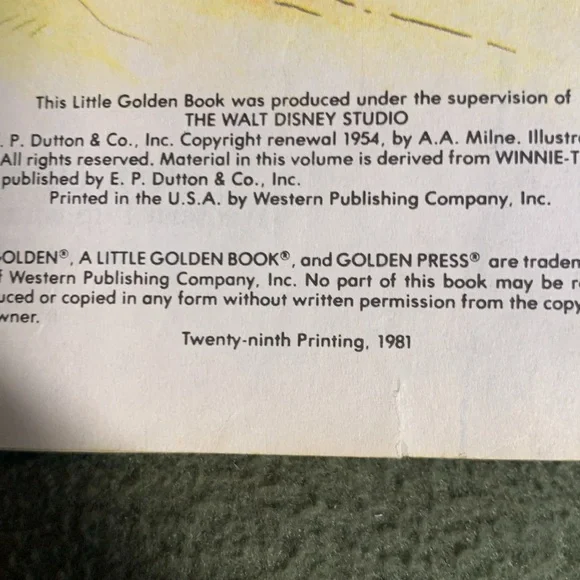 This Little Golden Book was produced under the supervision of
THE WALT DISNEY STUDIO
. P. Dutton & Co., Inc. Copyright renewal 1954, by A.A. Milne. Illustr
All rights reserved. Material in this volume is derived from WINNIE-T
published by E. P. Dutton & Co., Inc.
Printed in the U.S.A. by Western Publishing Company, Inc.
OLDEN®, A LITTLE GOLDEN BOOK®, and GOLDEN PRESS® are tradem
f Western Publishing Company, Inc. No part of this book may be r
uced or copied in any form without written permission from the copy
wner.
Twenty-ninth Printing, 1981